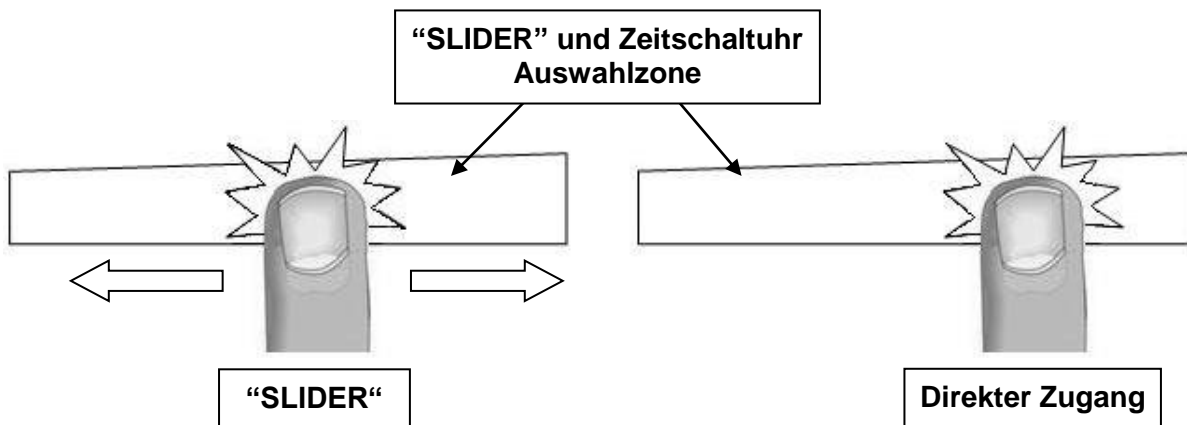 “SLIDER” und Zeitschaltuhr
Auswahlzone
“SLIDER“
Direkter Zugang